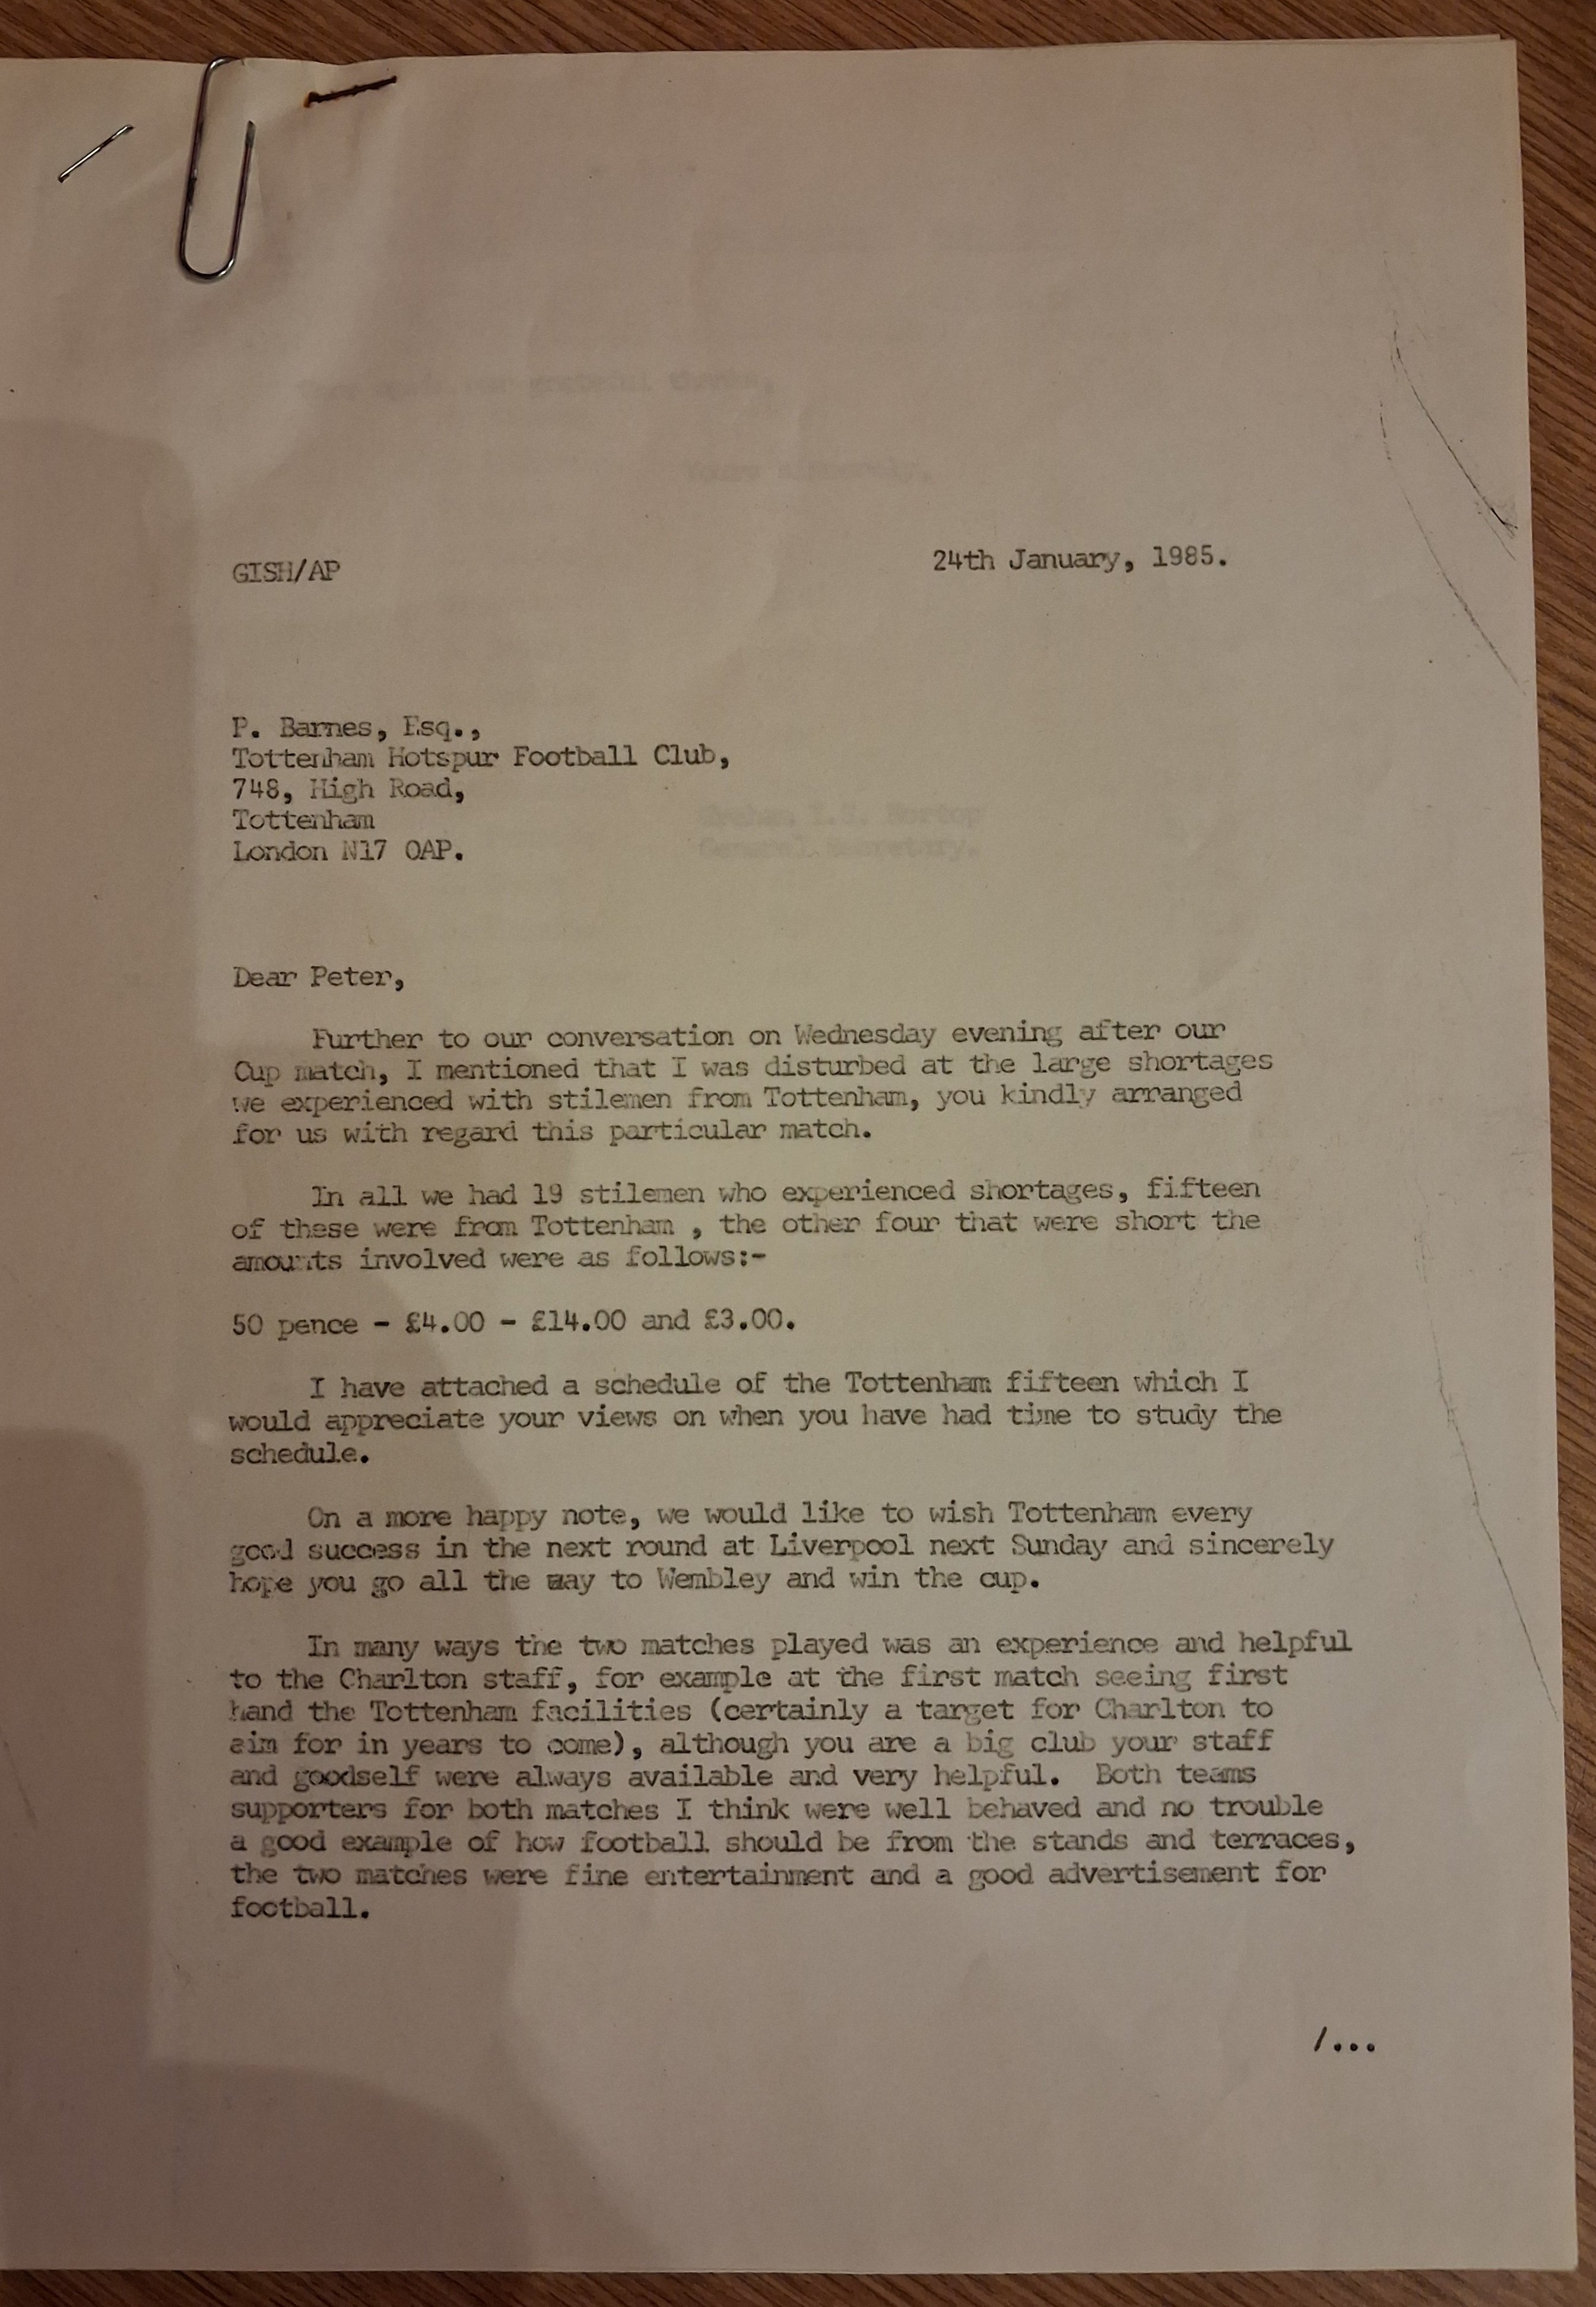 GISH/AP
24th January, 1985.
P. Barnes, Esq.,
Tottenham Hotspur Football Club,
748, High Road,
Tottenham
London N17 OAP.
Dear Peter,
Further to our conversation on Wednesday evening after our
Cup match, I mentioned that I was disturbed at the large shortages
we experienced with stilemen from Tottenham, you kindly arranged
for us with regard this particular match.
In all we had 19 stilemen who experienced shortages, fifteen
of these were from Tottenham , the other four that were short the
amounts involved were as follows:-
50 pence - £4.00 - £14.00 and £3.00.
I have attached a schedule of the Tottenham fifteen which I
would appreciate your views on when you have had time to study the
schedule.
On a more happy note, we would like to wish Tottenham every
good success in the next round at Liverpool next Sunday and sincerely
hope you go all the way to Wembley and win the cup.
In many ways the two matches played was an experience and helpful
to the Charlton staff, for example at the first match seeing first
hand the Tottenham facilities (certainly a target for Charlton to
aim for in years to come), although you are a big club your staff
and goodself were always available and very helpful. Both teams
supporters for both matches I think were well behaved and no trouble
a good example of how football should be from the stands and terraces,
the two matches were fine entertainment and a good advertisement for
football.
/...